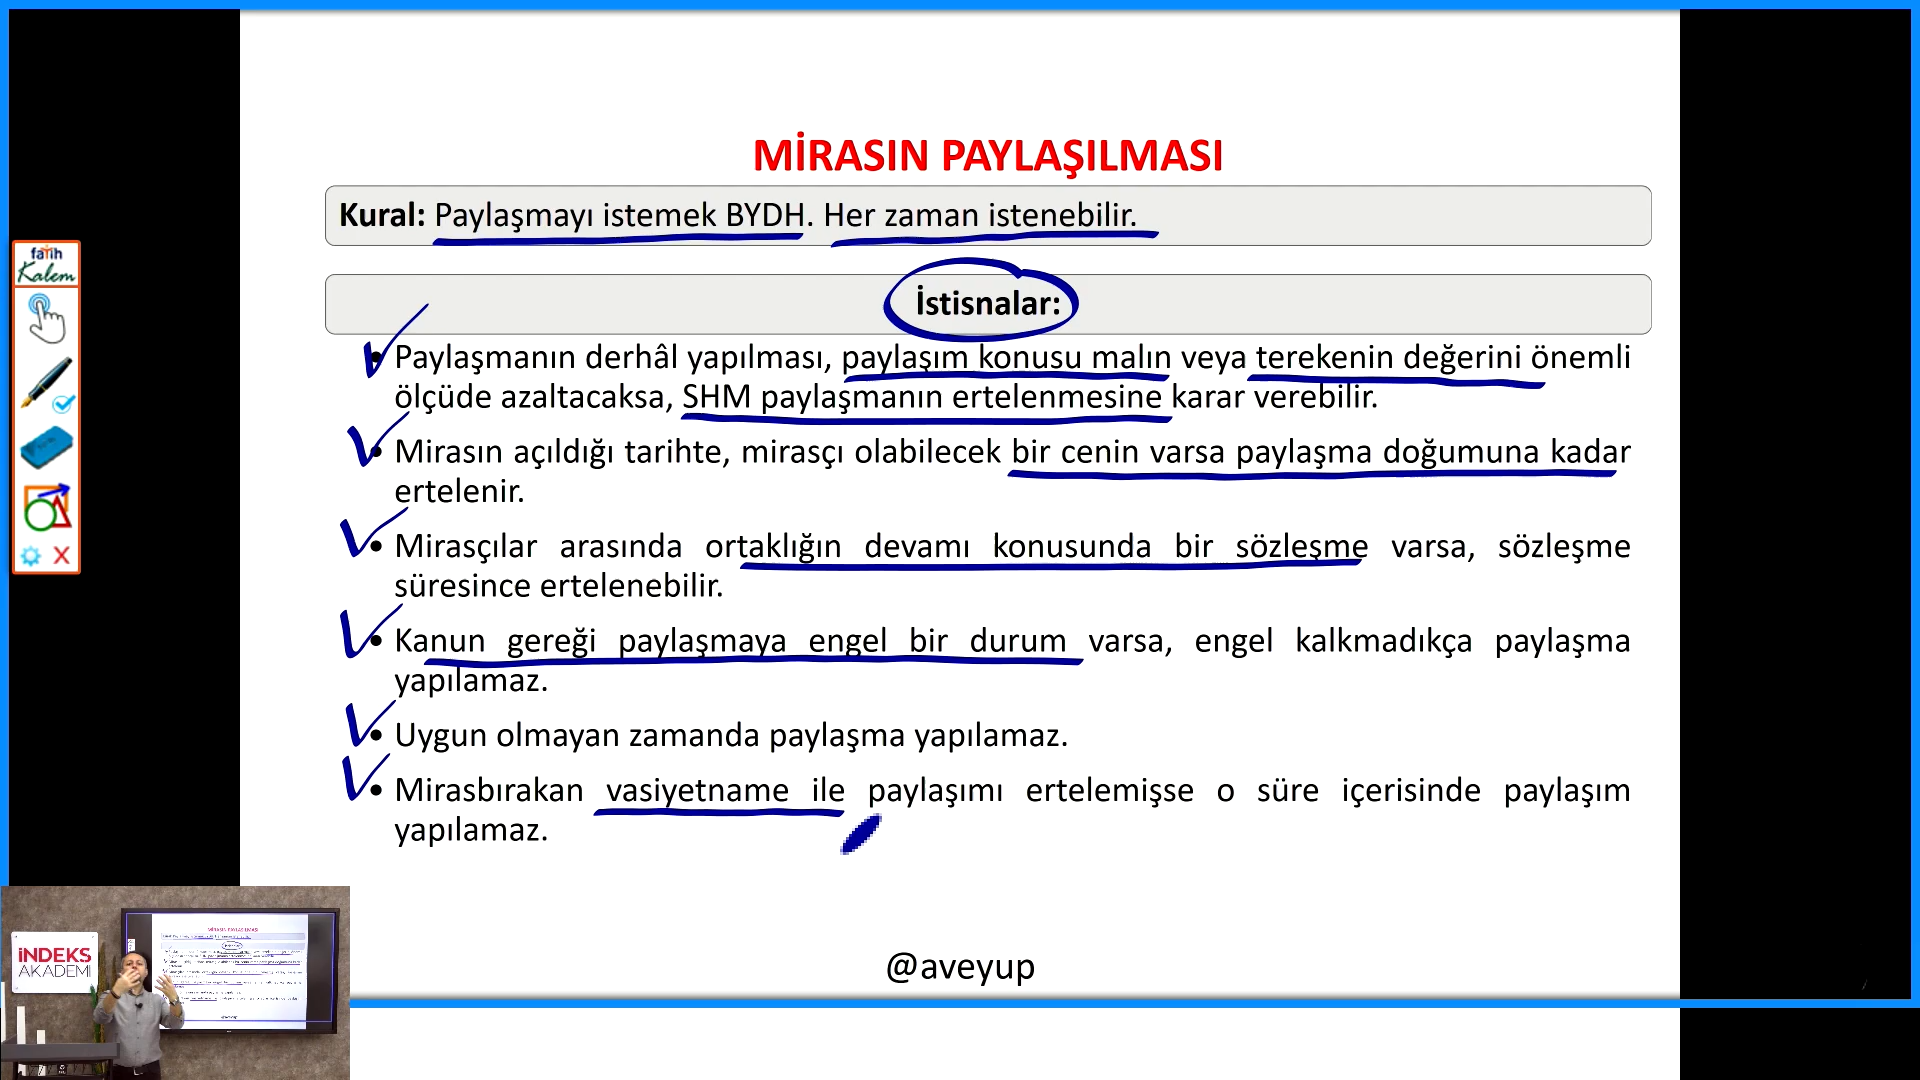 MİRASIN PAYLAŞILMASI
Kural: Paylaşmayı istemek BYDH. Her zaman istenebilir.
fatih
Kalem
İstisnalar:
• Paylaşmanın derhâl yapılması, paylaşım konusu malın veya terekenin değerini önemli
ölçüde azaltacaksa, SHM paylaşmanın ertelenmesine karar verebilir.
• Mirasın açıldığı tarihte, mirasçı olabilecek bir cenin varsa paylaşma doğumuna kadar
ertelenir.
• Mirasçılar arasında ortaklığın devamı konusunda bir sözleşme varsa, sözleşme
süresince ertelenebilir.
• Kanun gereği paylaşmaya engel bir durum varsa, engel kalkmadıkça paylaşma
yapılamaz.
• Uygun olmayan zamanda paylaşma yapılamaz.
• Mirasbırakan vasiyetname ile paylaşımı ertelemişse o süre içerisinde paylaşım
yapılamaz.
iNDEKS
AKADEMİ
@aveyup